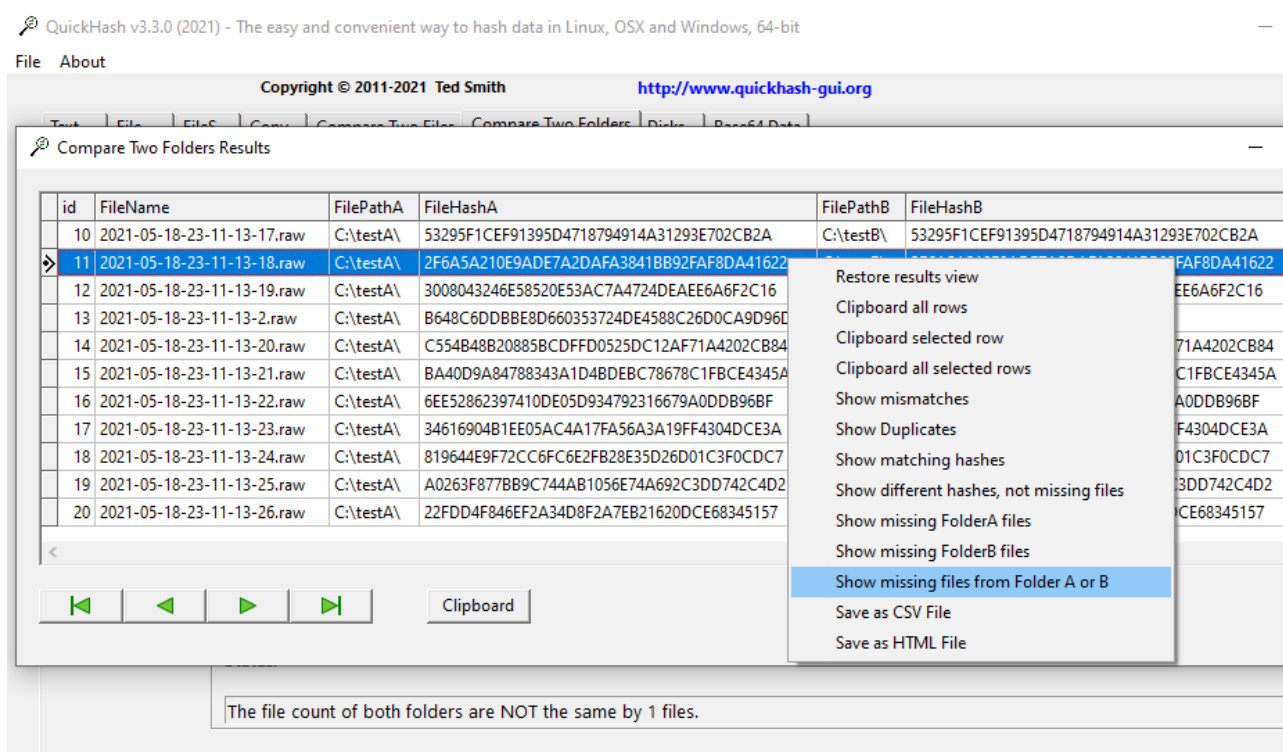 QuickHash v3.3.0 (2021) - The easy and convenient way to hash data in Linux, OSX and Windows, 64-bit
File About
Copyright © 2011-2021 Ted Smith http://www.quickhash-gui.org
Text File FileS Copy Compare Two Files Compare Two Folders Disks Base64 Data
Compare Two Folders Results
id FileName FilePathA FileHashA FilePathB FileHashB
10 2021-05-18-23-11-13-17.raw C:\testA\ 53295F1CEF91395D4718794914A31293E702CB2A C:\testB\ 53295F1CEF91395D4718794914A31293E702CB2A
11 2021-05-18-23-11-13-18.raw C:\testA\ 2F6A5A210E9ADE7A2DAFA3841BB92FAF8DA41622 FAF8DA41622
12 2021-05-18-23-11-13-19.raw C:\testA\ 3008043246E58520E53AC7A4724DEAEE6A6F2C16 EE6A6F2C16
13 2021-05-18-23-11-13-2.raw C:\testA\ B648C6DDBBE8D660353724DE4588C26D0CA9D96D
14 2021-05-18-23-11-13-20.raw C:\testA\ C554B48B20885BCDFFD0525DC12AF71A4202CB84 71A4202CB84
15 2021-05-18-23-11-13-21.raw C:\testA\ BA40D9A84788343A1D4BDEBC78678C1FBCE4345A C1FBCE4345A
16 2021-05-18-23-11-13-22.raw C:\testA\ 6EE52862397410DE05D934792316679A0DDB96BF A0DDB96BF
17 2021-05-18-23-11-13-23.raw C:\testA\ 34616904B1EE05AC4A17FA56A3A19FF4304DCE3A F4304DCE3A
18 2021-05-18-23-11-13-24.raw C:\testA\ 819644E9F72CC6FC6E2FB28E35D26D01C3F0CDC7 01C3F0CDC7
19 2021-05-18-23-11-13-25.raw C:\testA\ A0263F877BB9C744AB1056E74A692C3DD742C4D2 3DD742C4D2
20 2021-05-18-23-11-13-26.raw C:\testA\ 22FDD4F846EF2A34D8F2A7EB21620DCE68345157 CE68345157
Restore results view
Clipboard all rows
Clipboard selected row
Clipboard all selected rows
Show mismatches
Show Duplicates
Show matching hashes
Show different hashes, not missing files
Show missing FolderA files
Show missing FolderB files
Show missing files from Folder A or B
Save as CSV File
Save as HTML File
Clipboard
The file count of both folders are NOT the same by 1 files.